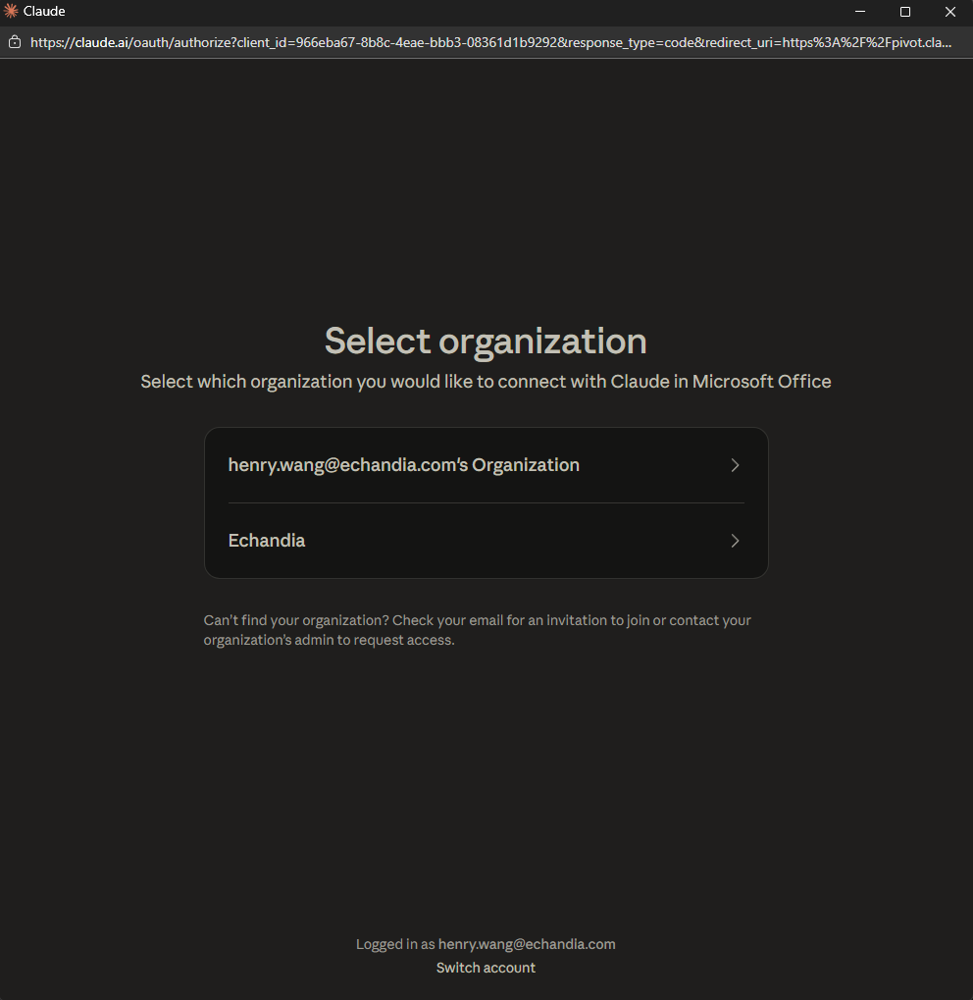 Claude
https://claude.ai/oauth/authorize?client_id=966eba67-8b8c-4eae-bbb3-08361d1b9292&response_type=code&redirect_uri=https%3A%2F%2Fpivot.cla...
Select organization
Select which organization you would like to connect with Claude in Microsoft Office
henry.wang@echandia.com's Organization
Echandia
Can't find your organization? Check your email for an invitation to join or contact your
organization's admin to request access.
Logged in as henry.wang@echandia.com
Switch account